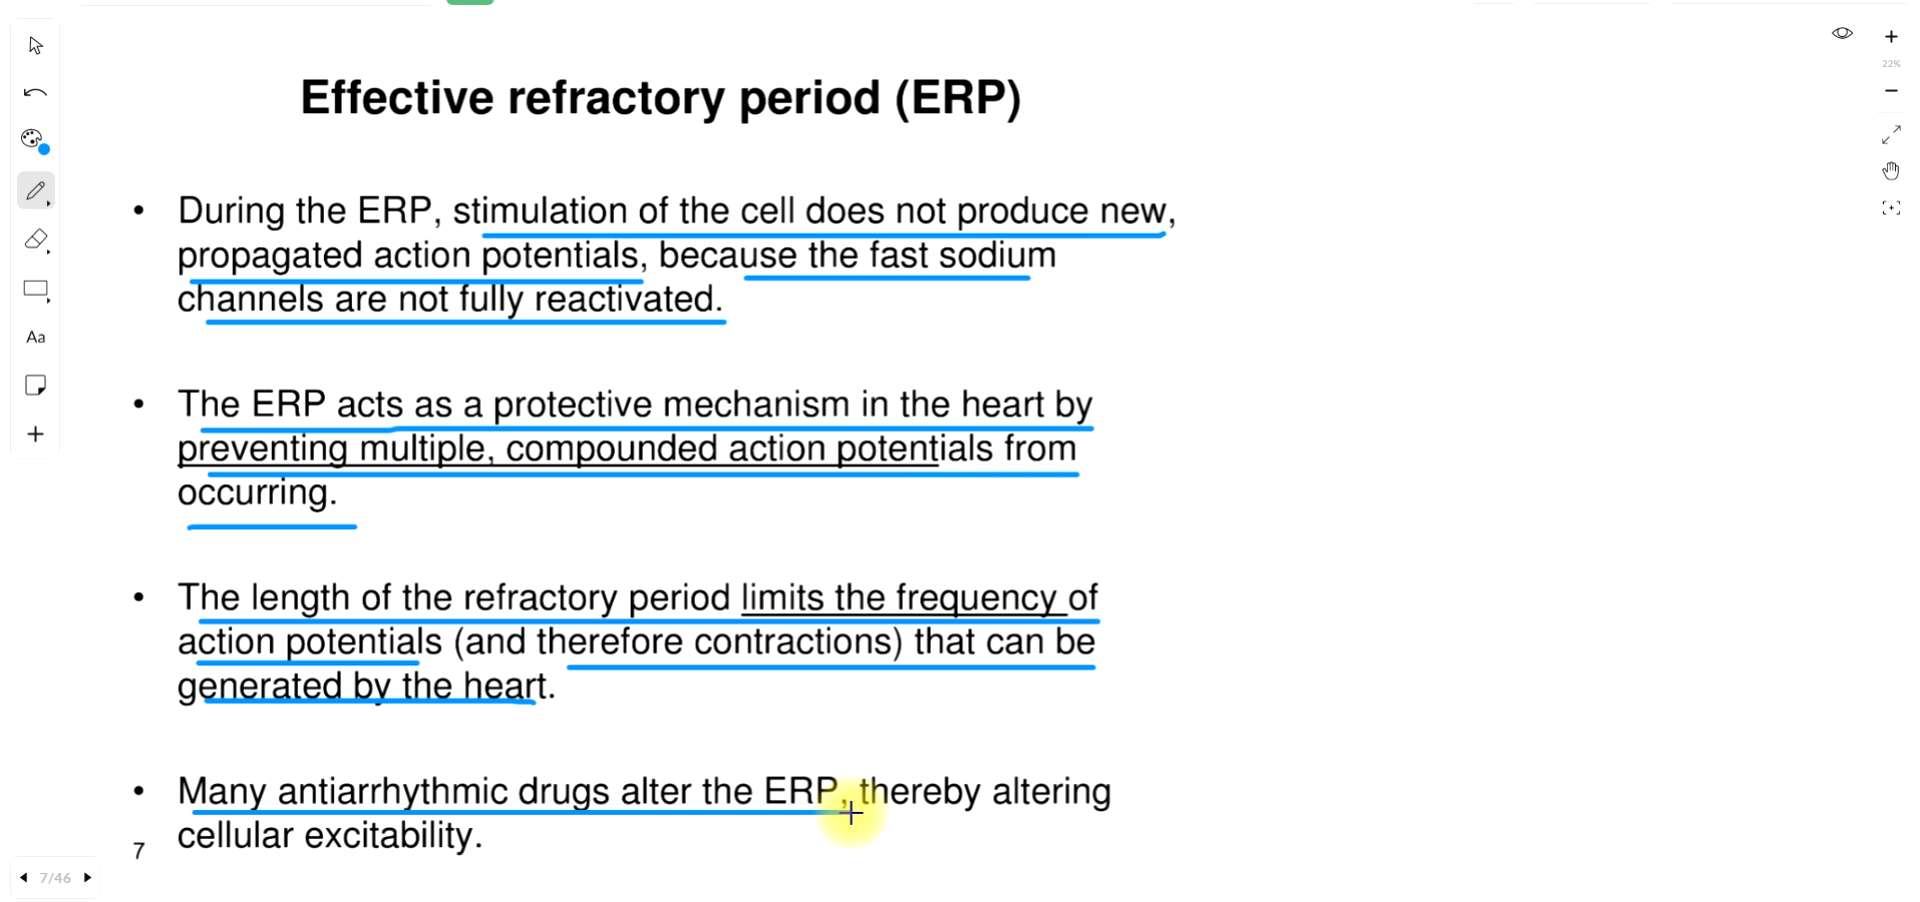 Effective refractory period (ERP)
• During the ERP, stimulation of the cell does not produce new,
propagated action potentials, because the fast sodium
channels are not fully reactivated.
• The ERP acts as a protective mechanism in the heart by
preventing multiple, compounded action potentials from
occurring.
• The length of the refractory period limits the frequency of
action potentials (and therefore contractions) that can be
generated by the heart.
• Many antiarrhythmic drugs alter the ERP, thereby altering
cellular excitability.
7
7/46
Aa
22%